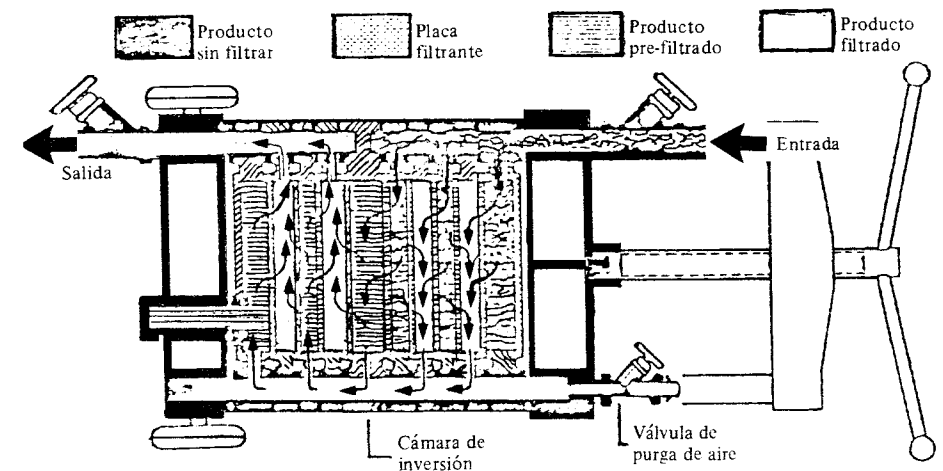 Producto
sin filtrar
Placa
filtrante
Producto
pre-filtrado
Producto
filtrado
Salida
Entrada
Cámara de
inversión
Válvula de
purga de aire